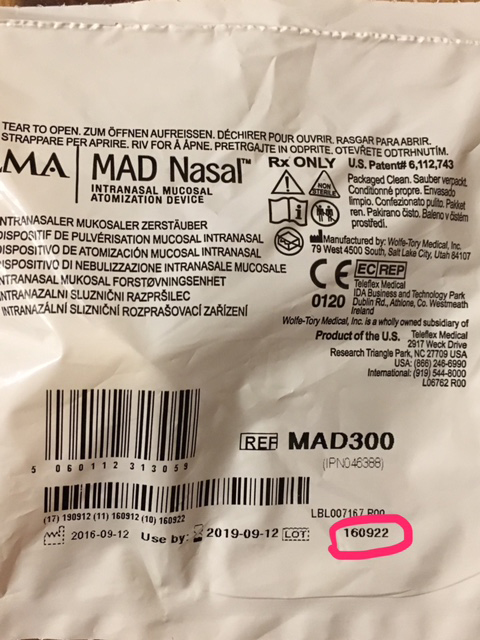 TEAR TO OPEN. ZUM ÖFFNEN AUFREISSEN. DÉCHIRER POUR OUVRIR. RASGAR PARA ABRIR.
STRAPPARE PER APRIRE. RIV FOR Å ÅPNE. PRETRGAJTE IN ODPRITE. OTEVŘETE ODTRHNUTÍM.
LMA | MAD Nasal™
INTRANASAL MUCOSAL
ATOMIZATION DEVICE
Rx ONLY
U.S. Patent# 6,112,743
NON
STERILE
Packaged Clean. Sauber verpackt.
Conditionné propre. Envasado
limpio. Confezionato pulito. Pakket
ren. Pakirano čisto. Baleno v čistém
prostředí.
INTRANASALER MUKOSALER ZERSTÄUBER
DISPOSITIF DE PULVÉRISATION MUCOSAL INTRANASAL
DISPOSITIVO DE ATOMIZACIÓN MUCOSAL INTRANASAL
DISPOSITIVO DI NEBULIZZAZIONE INTRANASALE MUCOSALE
INTRANASAL MUKOSAL FORSTØVNINGSENHET
INTRANAZALNI SLUZNIČNI RAZPRŠILEC
INTRANAZÁLNÍ SLIZNIČNÍ ROZPRAŠOVACÍ ZAŘÍZENÍ
Manufactured by: Wolfe-Tory Medical, Inc.
79 West 4500 South, Salt Lake City, Utah 84107
CE
0120
EC REP
Teleflex Medical
IDA Business and Technology Park
Dublin Rd., Athlone, Co. Westmeath
Ireland
Wolfe-Tory Medical, Inc. is a wholly owned subsidiary of
Product of the U.S. Teleflex Medical
2917 Weck Drive
Research Triangle Park, NC 27709 USA
USA: (866) 246-6990
International: (919) 544-8000
L06762 R00
5 060112 313059
REF MAD300
(IPN046388)
LBL007167 R00
(17) 190912 (11) 160912 (10) 160922
2016-09-12 Use by: 2019-09-12 LOT 160922